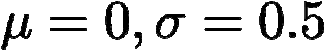 μ = 0, σ = 0.5